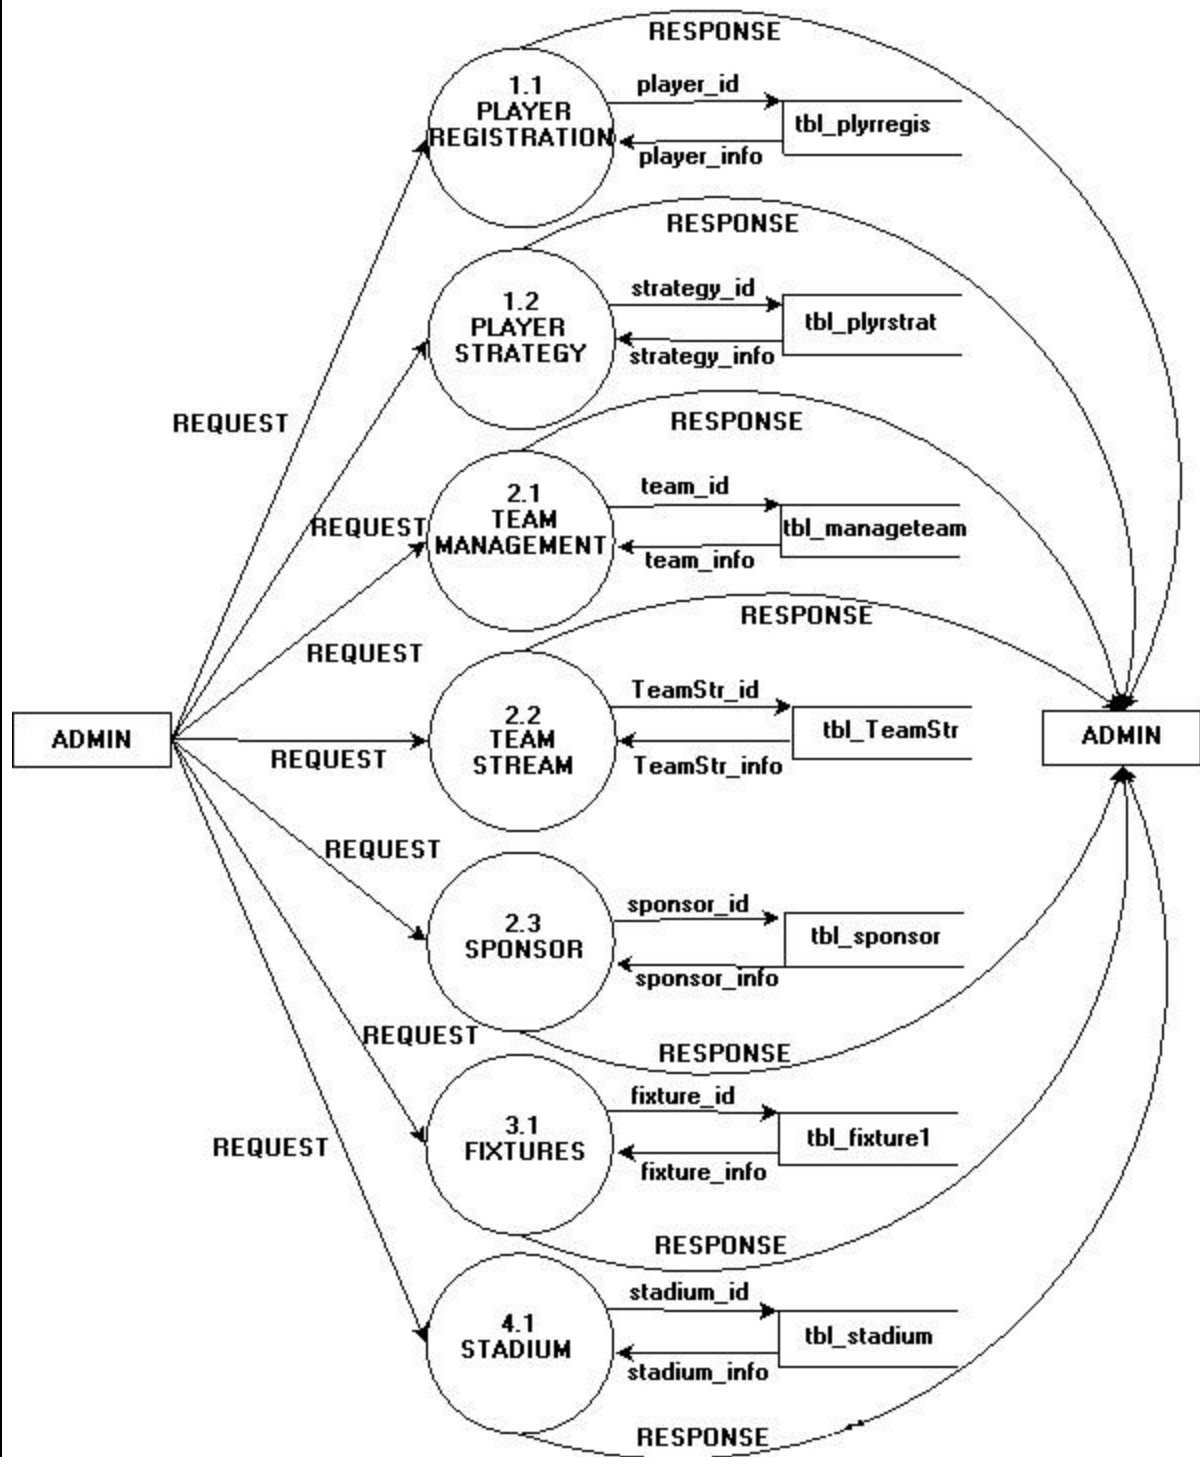 RESPONSE
1.1
PLAYER
REGISTRATION
player_id
tbl_plyrregis
player_info
RESPONSE
1.2
PLAYER
STRATEGY
strategy_id
tbl_plyrstrat
strategy_info
REQUEST
RESPONSE
2.1
TEAM
MANAGEMENT
team_id
tbl_manageteam
team_info
REQUEST
RESPONSE
REQUEST
2.2
TEAM
STREAM
TeamStr_id
tbl_TeamStr
TeamStr_info
ADMIN
ADMIN
REQUEST
REQUEST
2.3
SPONSOR
sponsor_id
tbl_sponsor
sponsor_info
REQUEST
RESPONSE
3.1
FIXTURES
fixture_id
tbl_fixture1
fixture_info
REQUEST
RESPONSE
4.1
STADIUM
stadium_id
tbl_stadium
stadium_info
RESPONSE